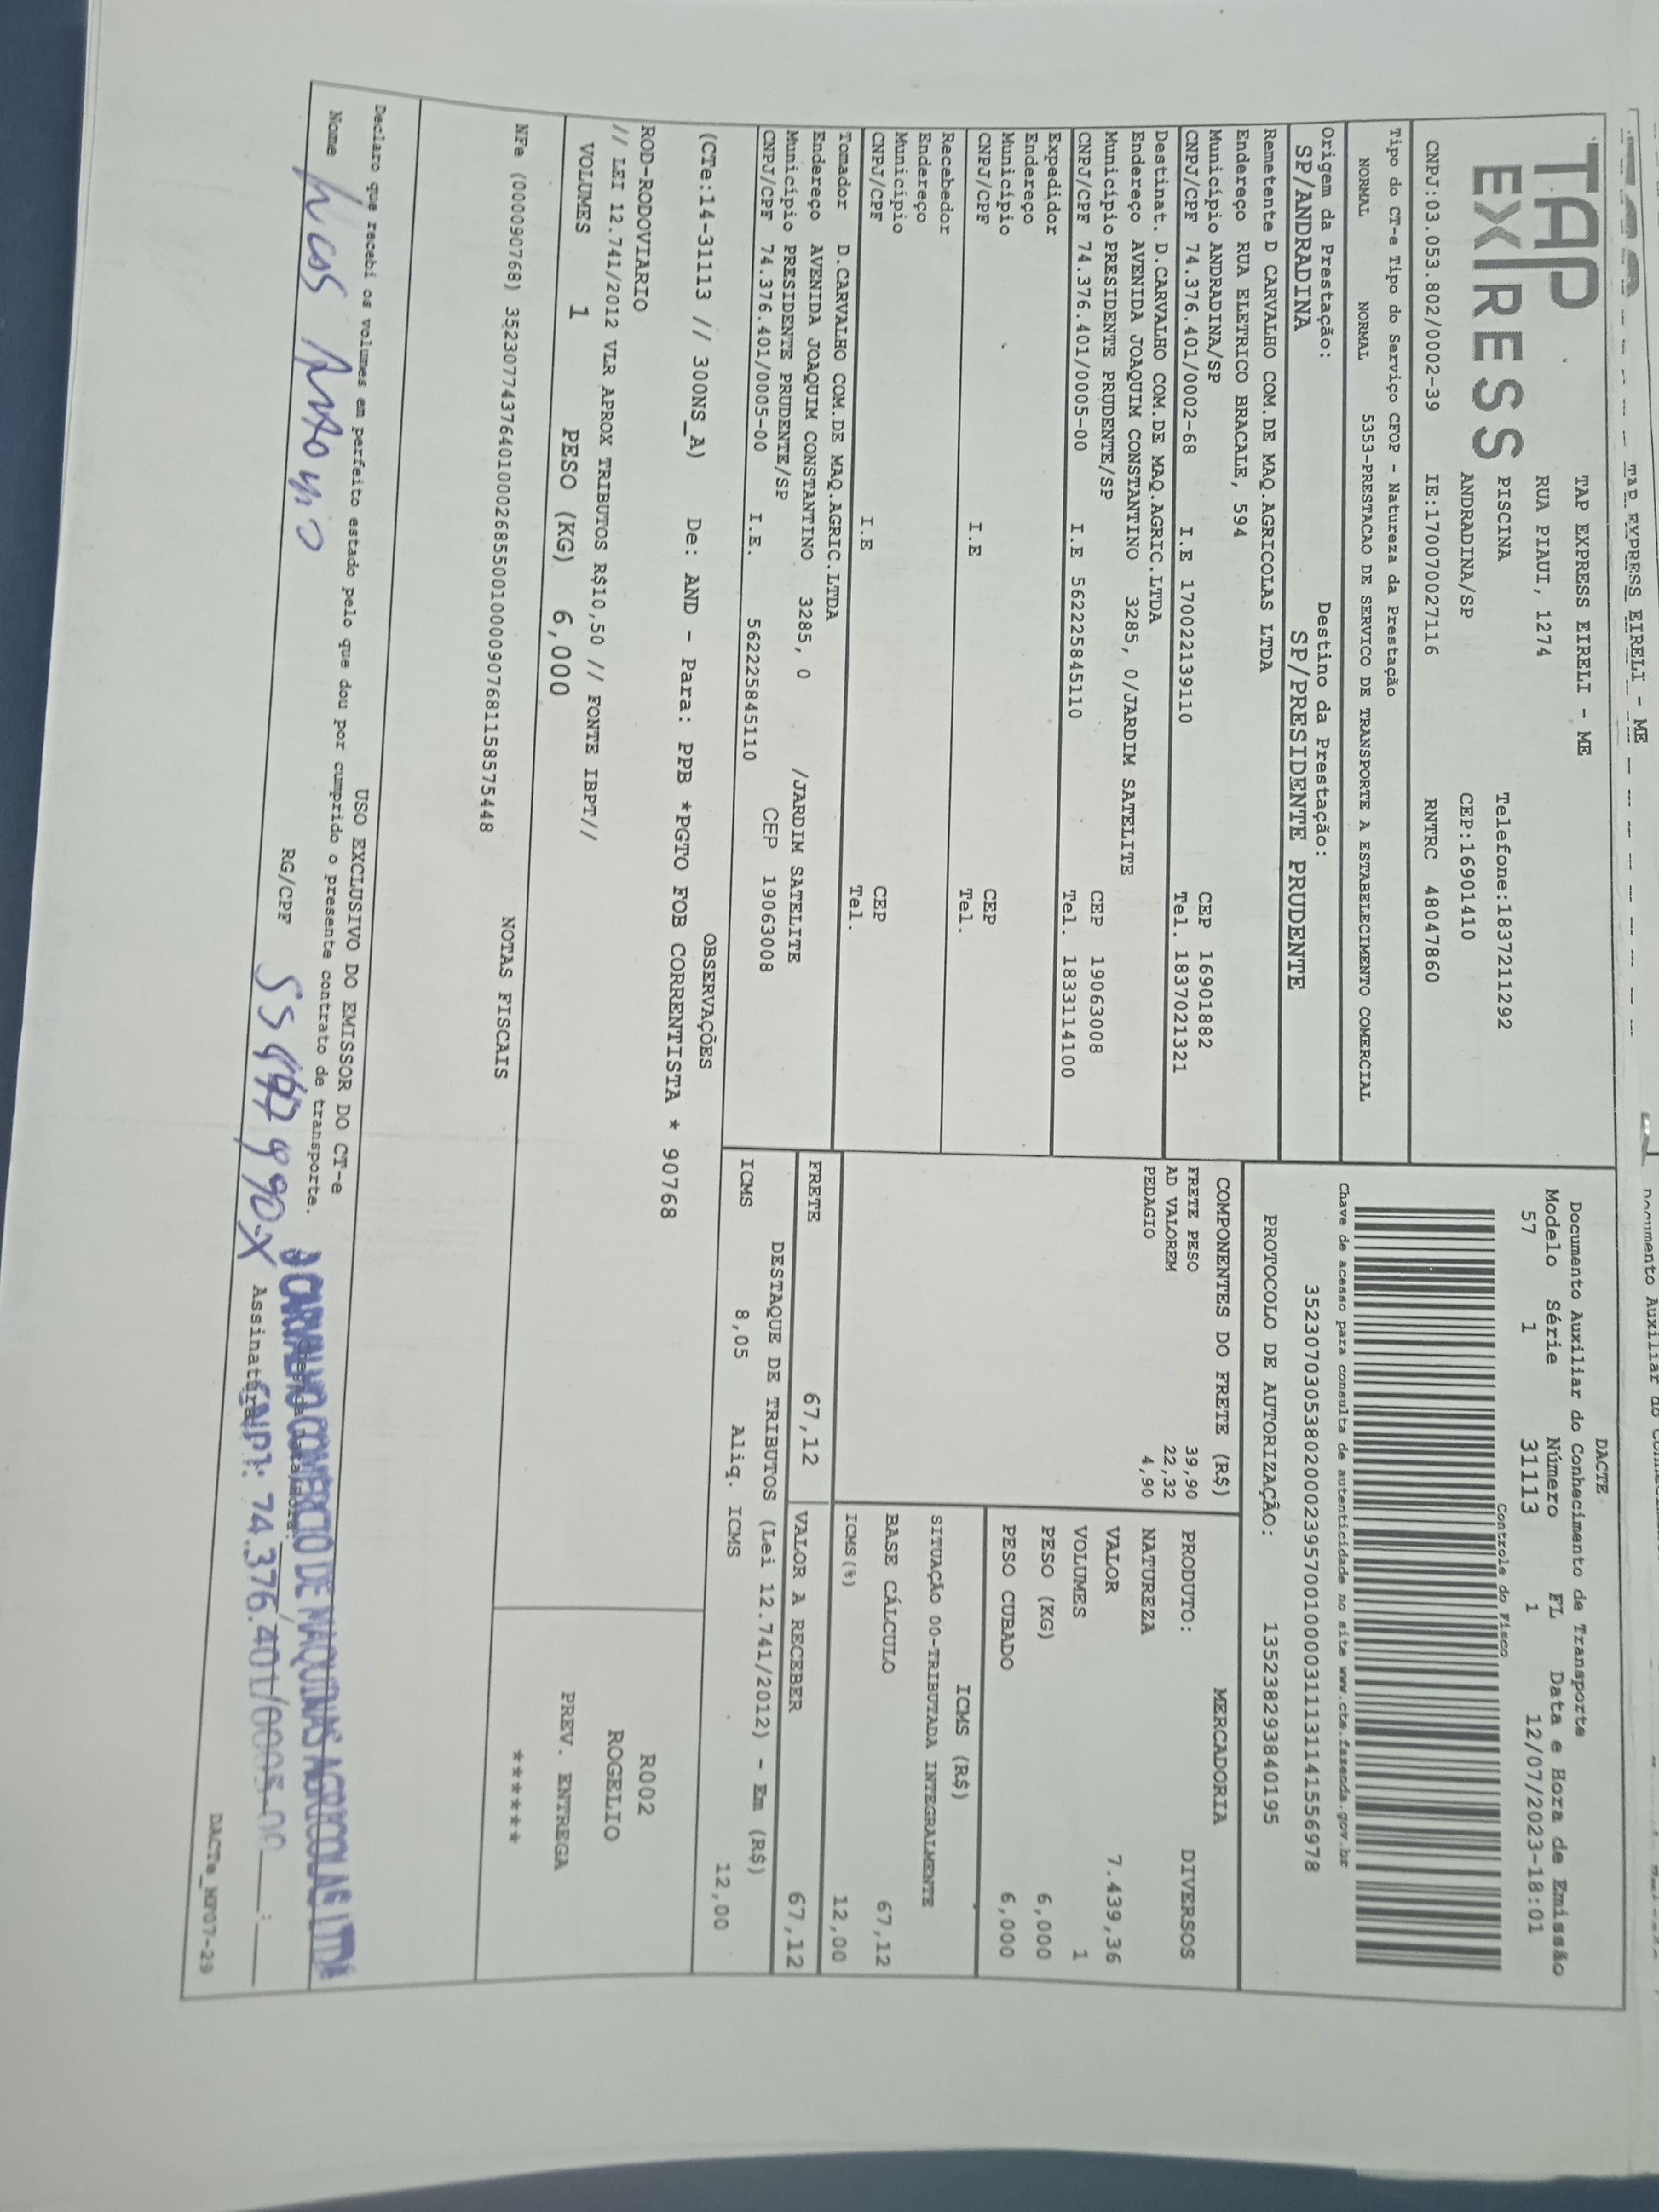 TAP EXPRESS EIRELI - ME
TAP
EXPRESS
TAP EXPRESS EIRELI - ME
RUA PIAUI, 1274
PISCINA
Telefone:1837211292
ANDRADINA/SP
CEP:16901410
CNPJ:03.053.802/0002-39 IE:170070027116 RNTRC 48047860
DACTE
Documento Auxiliar do Conhecimento de Transporte
Modelo Série Número FL Data e Hora de Emissão
57 1 31113 1 12/07/2023-18:01
Controle do Fisco
Chave de acesso para consulta de autenticidade no site www.cte.fazenda.gov.br
35230703053802000239570010000311131141556978
PROTOCOLO DE AUTORIZAÇÃO: 135238293840195
Tipo do CT-e Tipo do Serviço CFOP - Natureza da Prestação
NORMAL NORMAL 5353-PRESTACAO DE SERVICO DE TRANSPORTE A ESTABELECIMENTO COMERCIAL
Origem da Prestação: Destino da Prestação:
SP/ANDRADINA SP/PRESIDENTE PRUDENTE
Remetente D CARVALHO COM.DE MAQ.AGRICOLAS LTDA
Endereço RUA ELETRICO BRACALE, 594
Município ANDRADINA/SP CEP 16901882
CNPJ/CPF 74.376.401/0002-68 I.E 170022139110 Tel. 1837021321
Destinat. D.CARVALHO COM.DE MAQ.AGRIC.LTDA
Endereço AVENIDA JOAQUIM CONSTANTINO 3285, 0/JARDIM SATELITE
Município PRESIDENTE PRUDENTE/SP CEP 19063008
CNPJ/CPF 74.376.401/0005-00 I.E 562225845110 Tel. 1833114100
Expedidor
Endereço
Município CEP
CNPJ/CPF I.E Tel.
Recebedor
Endereço
Município CEP
CNPJ/CPF I.E Tel.
Tomador D.CARVALHO COM.DE MAQ.AGRIC.LTDA
Endereço AVENIDA JOAQUIM CONSTANTINO 3285, 0 /JARDIM SATELITE
Município PRESIDENTE PRUDENTE/SP CEP 19063008
CNPJ/CPF 74.376.401/0005-00 I.E. 562225845110
COMPONENTES DO FRETE (R$)
FRETE PESO 39,90
AD VALOREM 22,32
PEDAGIO 4,90
MERCADORIA
PRODUTO: DIVERSOS
NATUREZA
VALOR 7.439,36
VOLUMES 1
PESO (KG) 6,000
PESO CUBADO 6,000
ICMS (R$)
SITUAÇÃO 00-TRIBUTADA INTEGRALMENTE
BASE CÁLCULO 67,12
ICMS(%) 12,00
FRETE 67,12 VALOR A RECEBER 67,12
DESTAQUE DE TRIBUTOS (Lei 12.741/2012) - Em (R$)
ICMS 8,05 Aliq. ICMS 12,00
OBSERVAÇÕES
(CTe:14-31113 // 300NS_A) De: AND - Para: PPB *PGTO FOB CORRENTISTA * 90768
ROD-RODOVIARIO
// LEI 12.741/2012 VLR APROX TRIBUTOS R$10,50 // FONTE IBPT//
VOLUMES 1 PESO (KG) 6,000
R002
ROGELIO
PREV. ENTREGA
******
NOTAS FISCAIS
NFe (000090768) 35230774376401000268550010000907681158575448
USO EXCLUSIVO DO EMISSOR DO CT-e
Declaro que recebi os volumes em perfeito estado pelo que dou por cumprido o presente contrato de transporte.
Nome RG/CPF Assinatura
CARVALHO COMERCIO DE MAQUINAS AGRICOLAS LTDA
CNPJ: 74.376.401/0005-00
DACTe_MF07-29